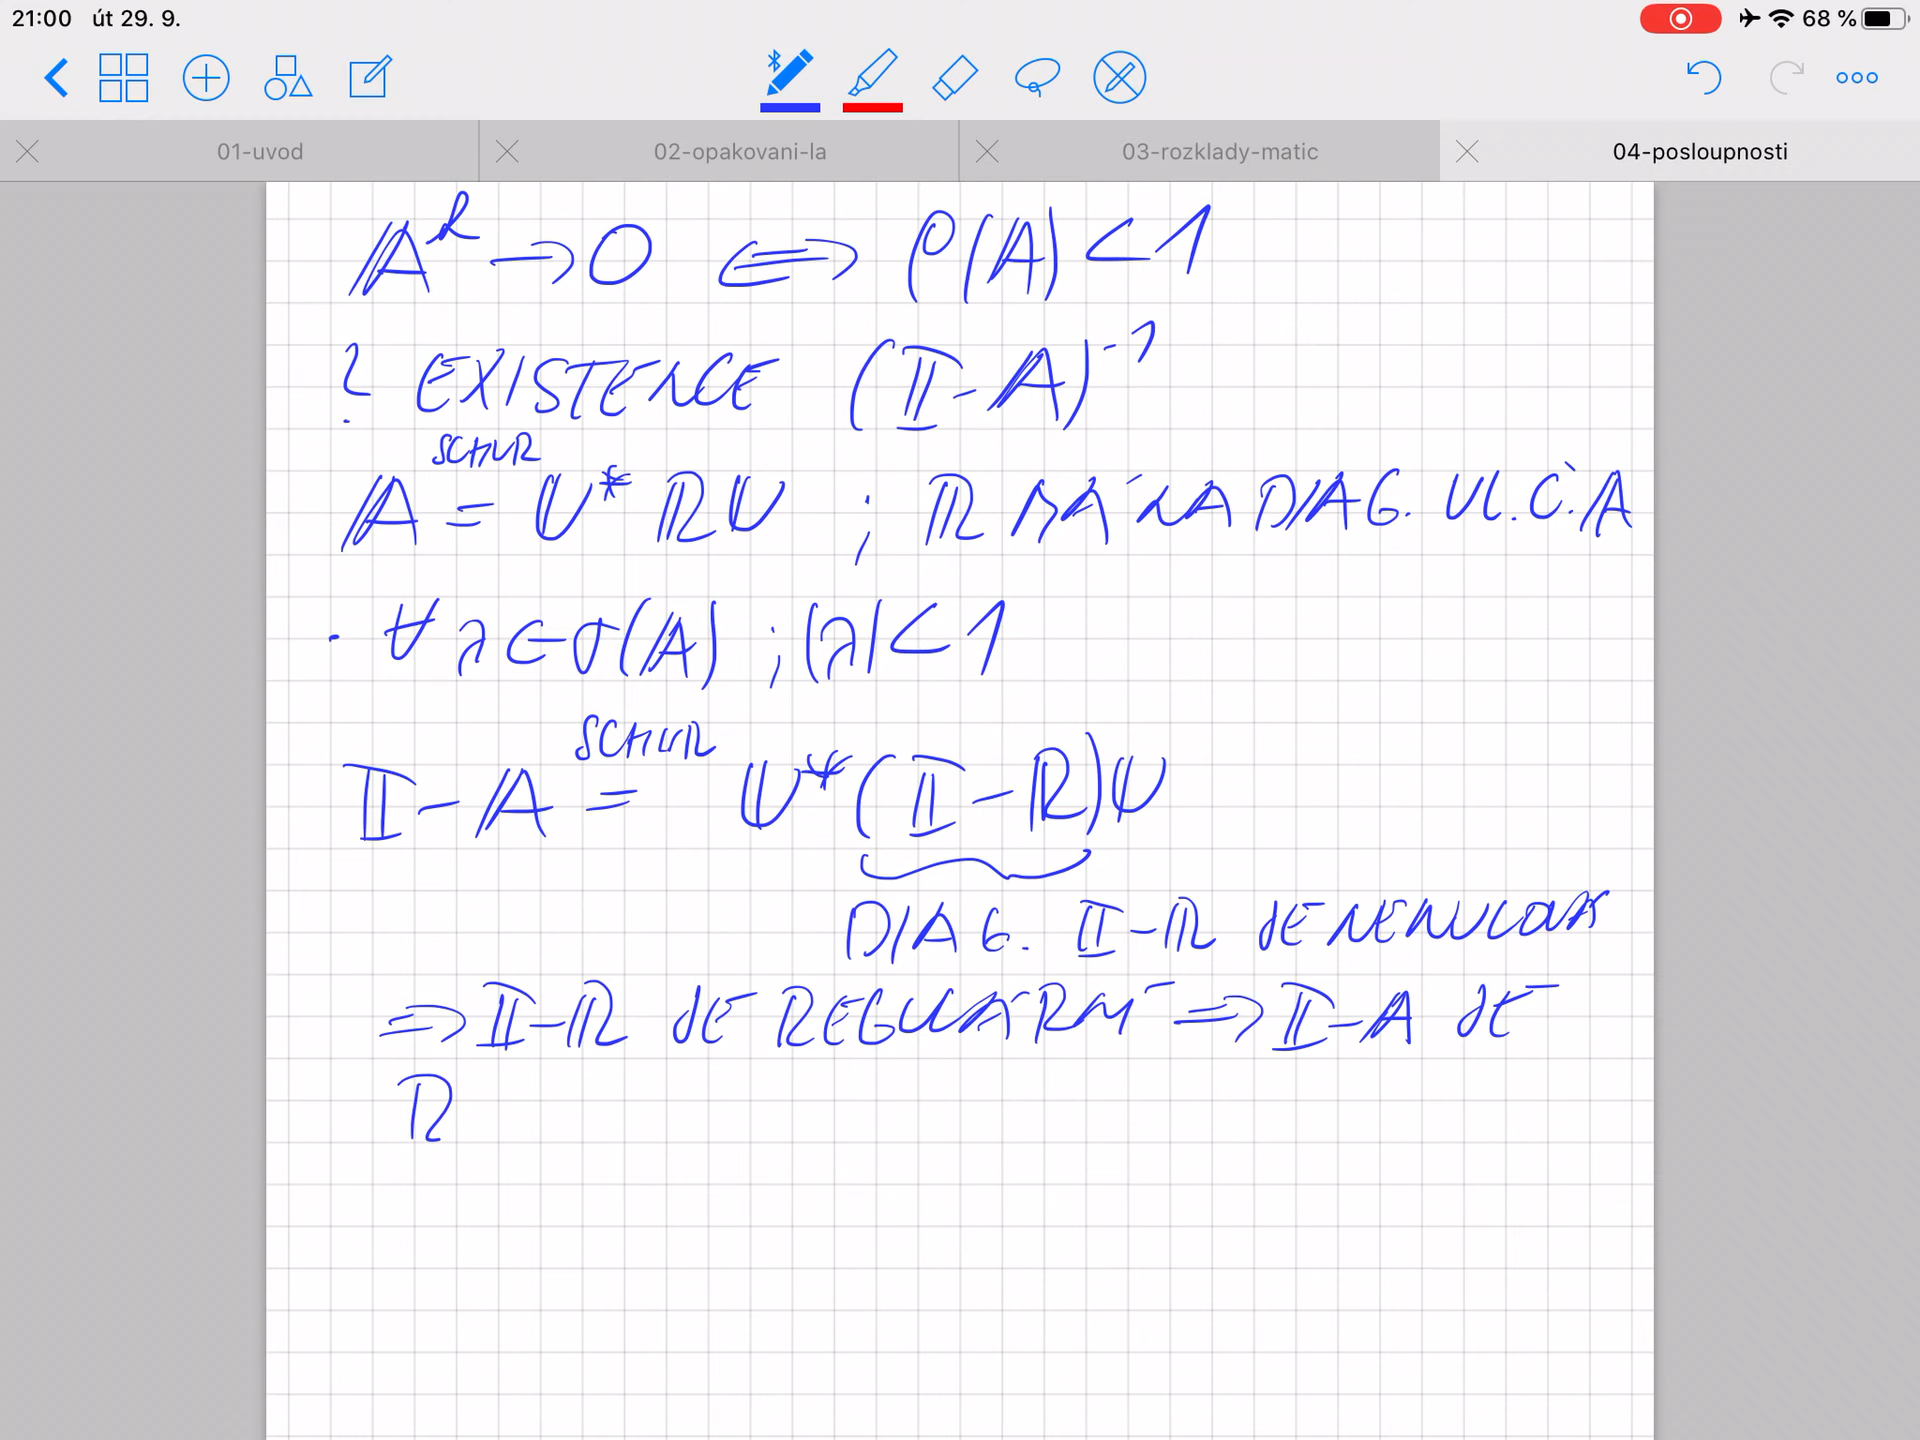 21:00 út 29. 9. 68 %
01-uvod 02-opakovani-la 03-rozklady-matic 04-posloupnosti
𝔸ᵏ → 0 ⟺ ρ(𝔸) < 1
? EXISTENCE (𝕀 - 𝔸)⁻¹
SCHUR
𝔸 = 𝕌* ℝ 𝕌 ; ℝ MÁ NA DIAG. VL. Č. 𝔸
· ∀ λ ∈ σ(𝔸) ; |λ| < 1
SCHUR
𝕀 - 𝔸 = 𝕌* (𝕀 - ℝ) 𝕌
DIAG. 𝕀 - ℝ JE NENULOVÁ
⇒ 𝕀 - ℝ JE REGULÁRNÍ ⇒ 𝕀 - 𝔸 JE
R